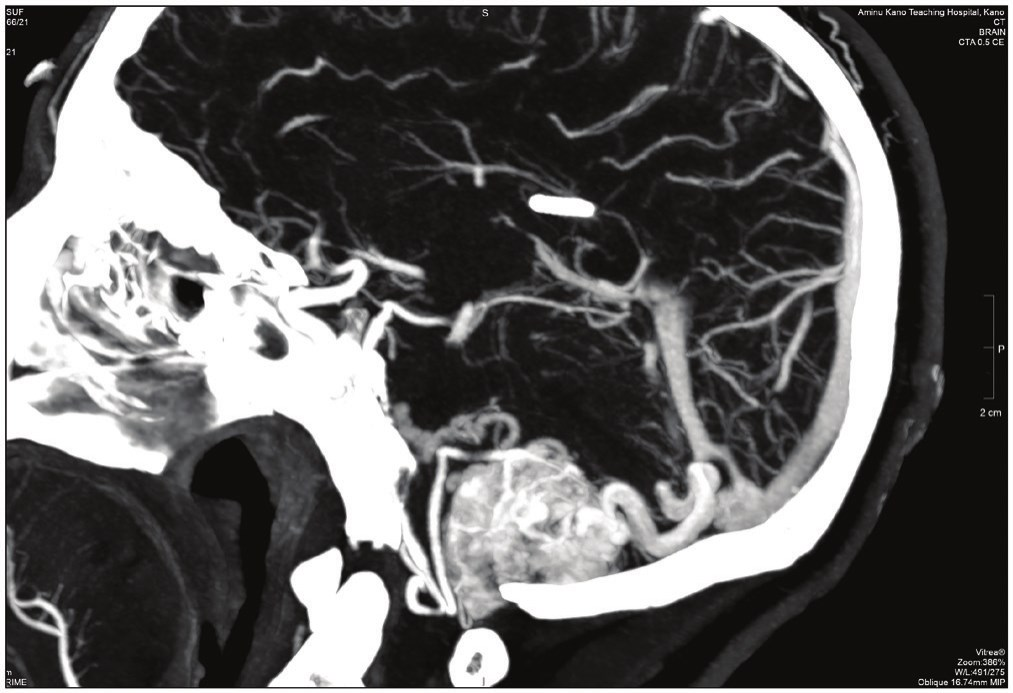 SUF
66/21
21
S
Aminu Kano Teaching Hospital, Kano
CT
BRAIN
CTA 0.5 CE
P
2 cm
m
RIME
Vitrea®
Zoom:386%
W/L:491/275
Oblique 16.74mm MIP